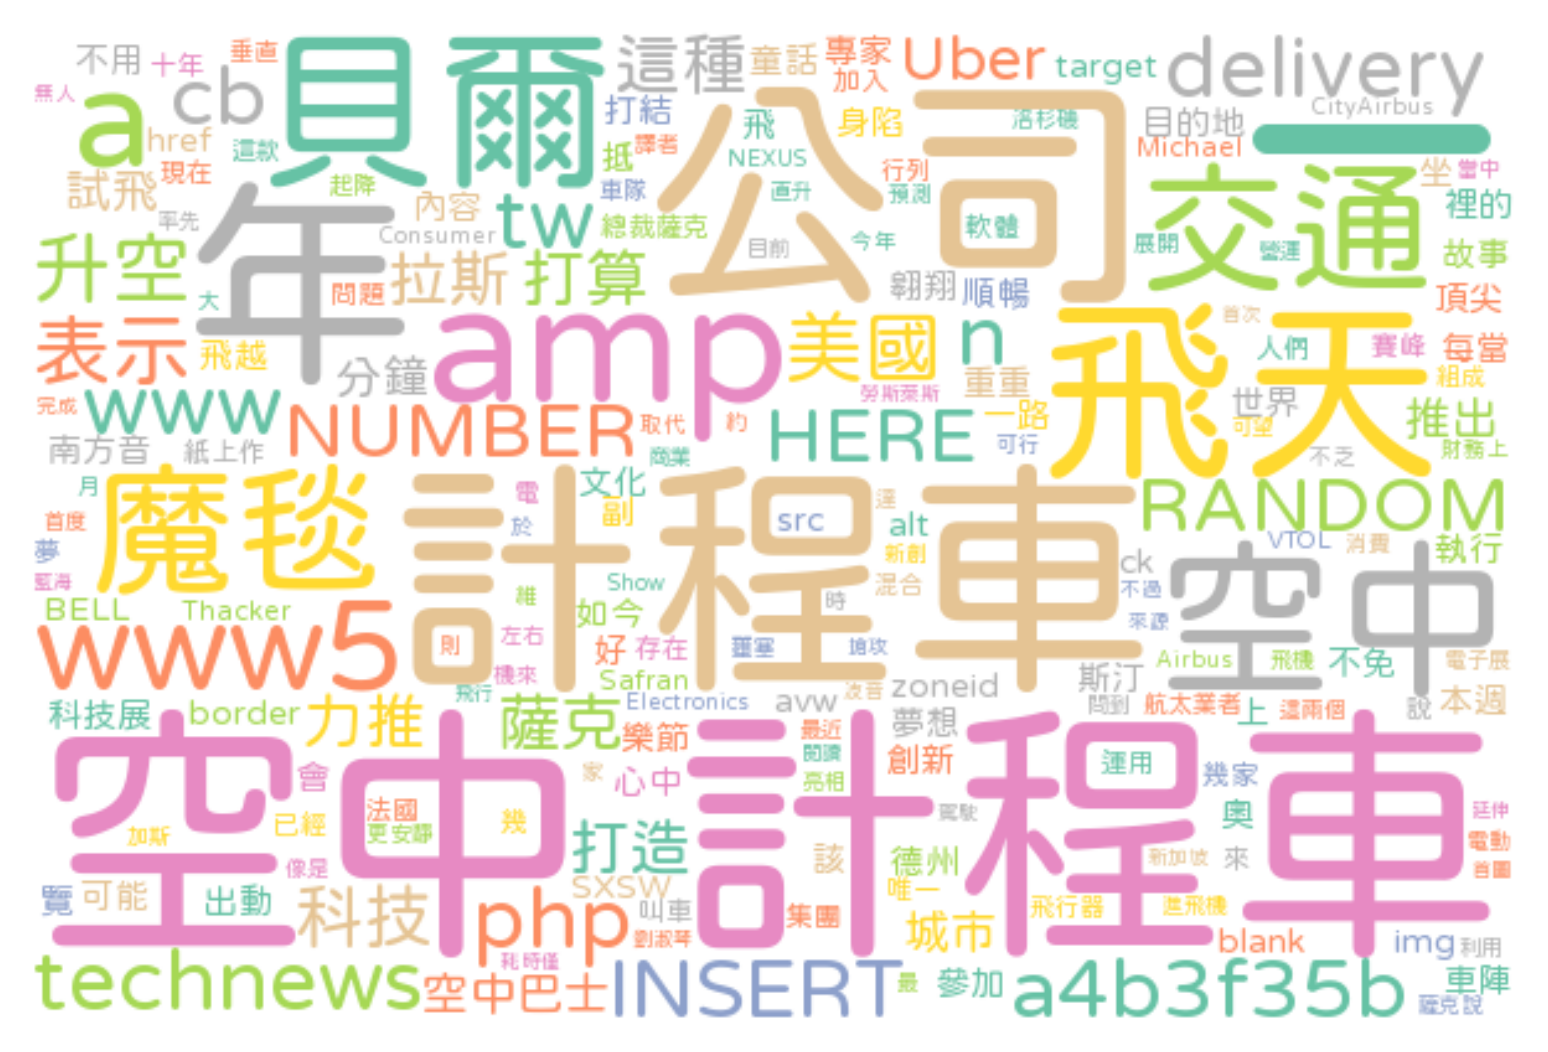 不用 十年 垂直 貝爾 這種 童話 專家 Uber target delivery
無人 a cb 打結 加入 CityAirbus
href 這款 飛 身陷 洛杉磯 目的地 一
試飛 現在 起降 抵 譯者 NEXUS 公司 行列 Michael 坐 當中
率先 年 內容 tw 車隊 直升 預測 交通 裡的
升空 Consumer 總裁薩克 目前 今年 軟體 展開 營運 故事
大 問題 拉斯 打算 翱翔 順暢 頂尖
表示 飛越 分鐘 amp 美國 n 飛天 首次 人們 賽峰 每當
完成 www NUMBER 取代 約 勞斯萊斯 重重 世界 組成
南方音 紙上作 商業 HERE 一路 可行 可望 不乏 推出 財務上
月 魔毯 計程車 電 文化 達 RANDOM
首度 於 副 src alt VTOL 消費 執行
夢 新創 ck 空中
藍海 Show 混合 不過
BELL Thacker 維 如今 時 來源
www5 則 左右 好 存在 壅塞 搶攻 Airbus 飛機 不免 電子展
機來 Safran 斯汀
科技展 border 力推 飛行 薩克 Electronics avw 波音 zoneid 問到 航太業者 上 這兩個 說 本週
空中計程車 會 樂節 最近 夢想
家 心中 閱讀 創新 運用 幾家
加斯 已經 法國 更安靜 幾 亮相 駕駛 奧 延伸
像是 打造 該 德州 新加坡 來 電動
覽 可能 出動 科技 SXSW 唯一 首圖
php 叫車 集團 城市 飛行器 進飛機
劉淑琴 blank img 利用
technews 耗時僅 空中巴士 INSERT 最 參加 a4b3f35b 車陣
薩克說